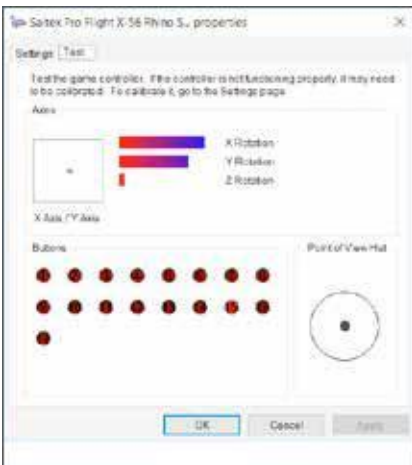 Saitek Pro Flight X-56 Rhino S... properties
Settings Test
Test the game controller. If the controller is not functioning properly, it may need
to be calibrated. To calibrate it, go to the Settings page.
Axes
X Rotation
Y Rotation
Z Rotation
X Axis / Y Axis
Buttons
Point of View Hat
OK Cancel Apply